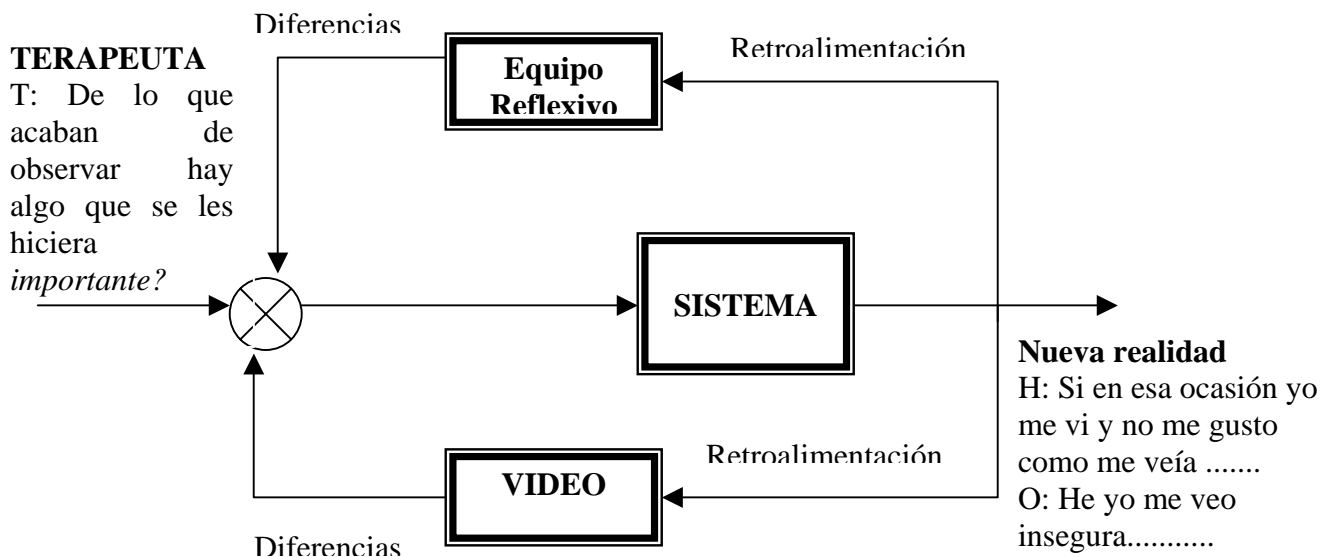 Diferencias
TERAPEUTA
T: De lo que
acaban de
observar hay
algo que se les
hiciera
importante?
Equipo
Reflexivo
Retroalimentación
SISTEMA
Nueva realidad
H: Si en esa ocasión yo
me vi y no me gusto
como me veía .......
O: He yo me veo
insegura...........
Retroalimentación
VIDEO
Diferencias